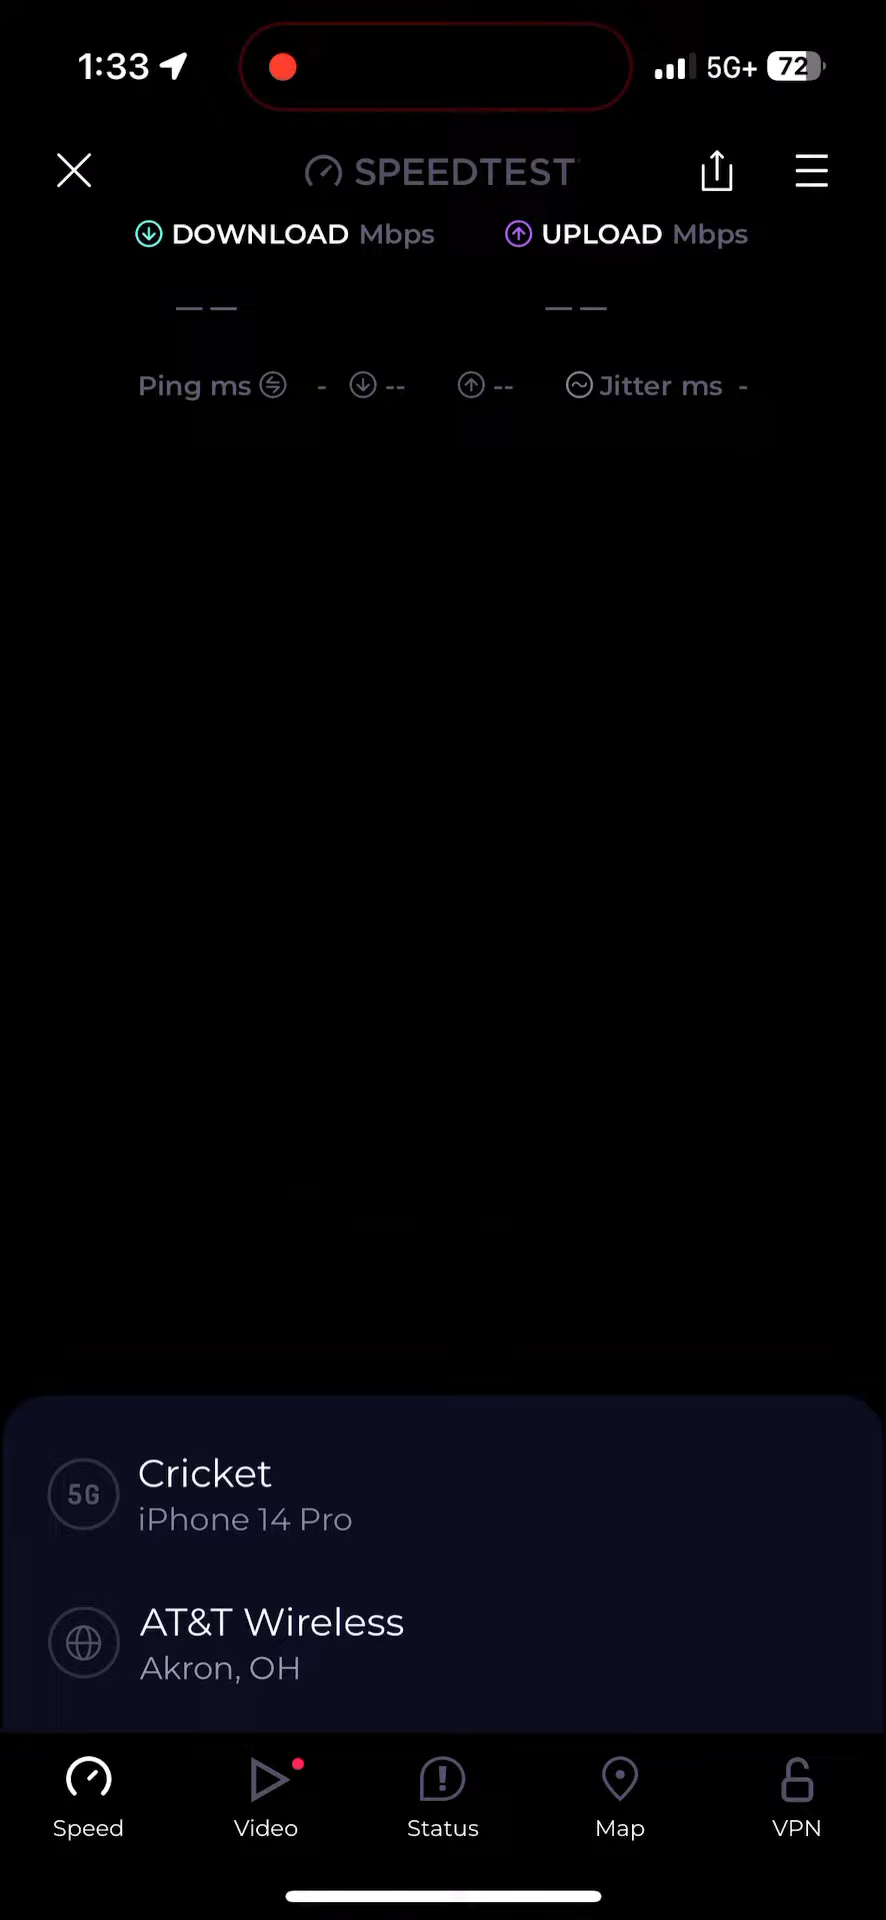 1:33 5G+ 72
SPEEDTEST
DOWNLOAD Mbps UPLOAD Mbps
— — — —
Ping ms - -- -- Jitter ms -
5G Cricket
iPhone 14 Pro
AT&T Wireless
Akron, OH
Speed Video Status Map VPN